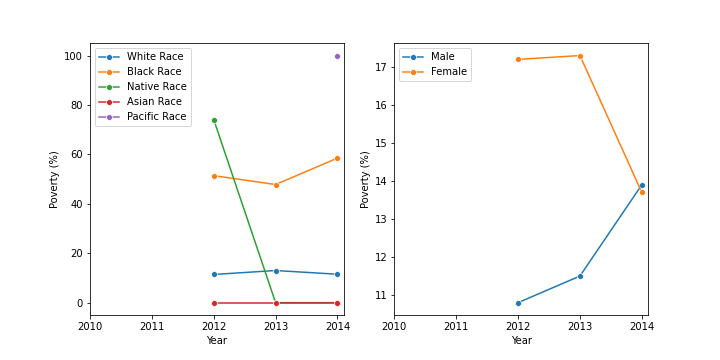 White Race
Black Race
Native Race
Asian Race
Pacific Race
100
80
60
40
20
0
Poverty (%)
2010 2011 2012 2013 2014
Year
Male
Female
17
16
15
14
13
12
11
Poverty (%)
2010 2011 2012 2013 2014
Year